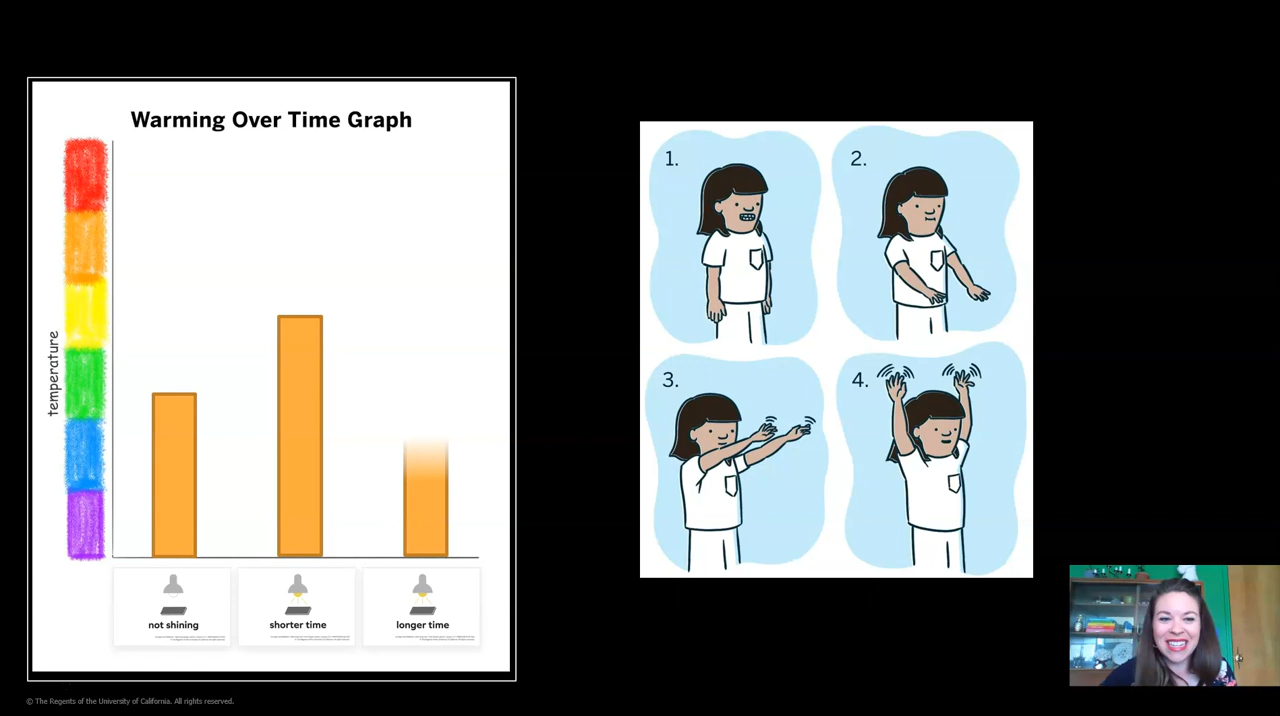 Warming Over Time Graph
temperature
not shining
shorter time
longer time
1.
2.
3.
4.
© The Regents of the University of California. All rights reserved.